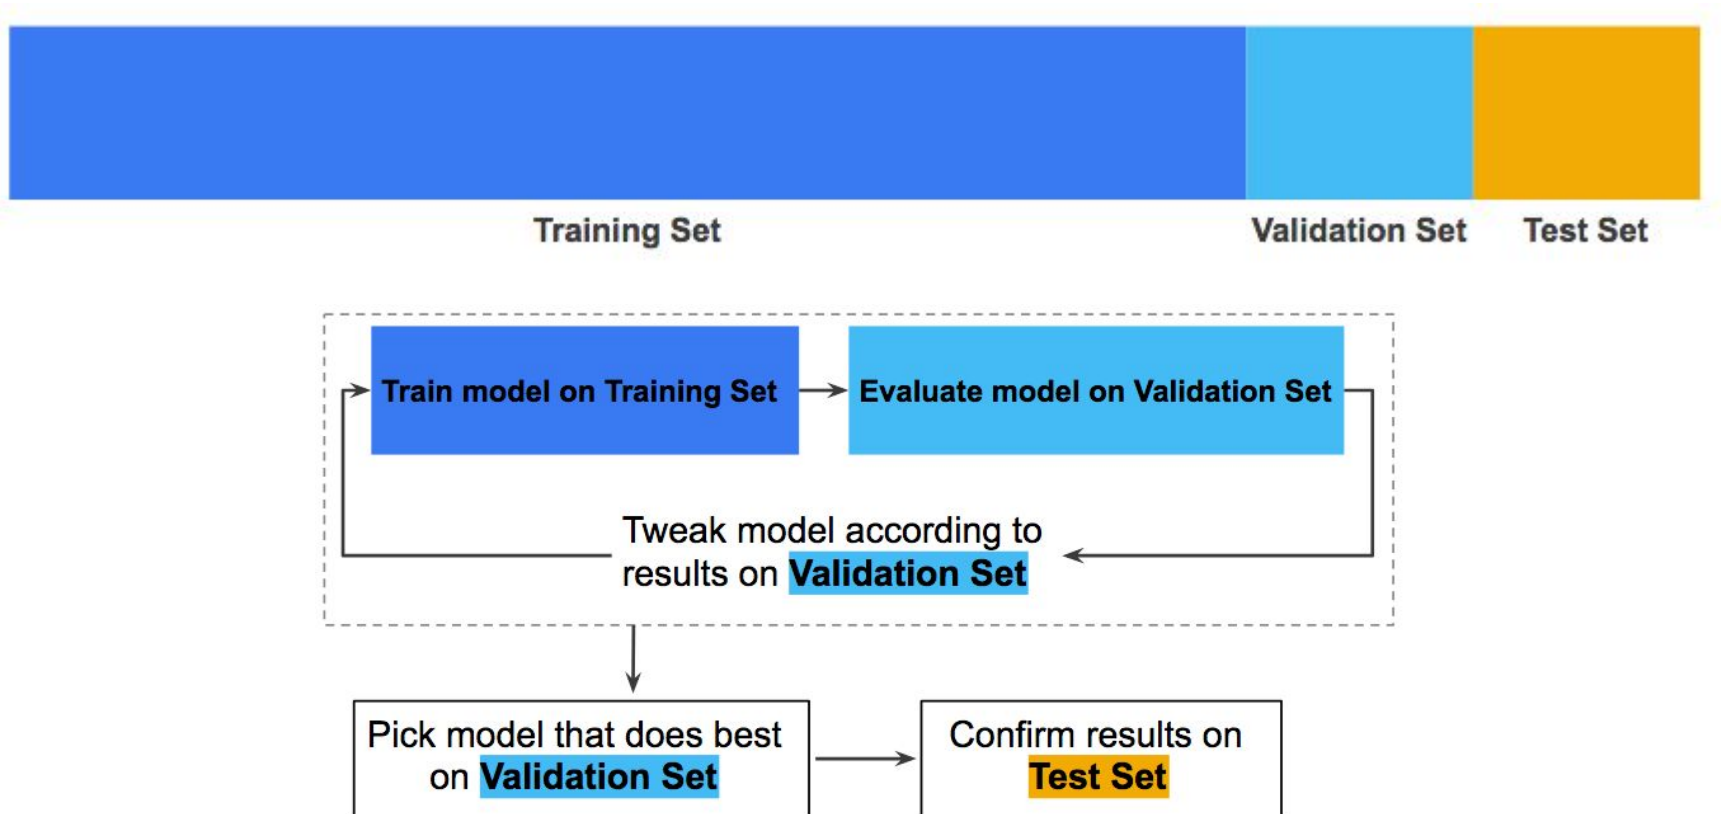 Training Set
Validation Set
Test Set
Train model on Training Set
Evaluate model on Validation Set
Tweak model according to
results on Validation Set
Pick model that does best
on Validation Set
Confirm results on
Test Set